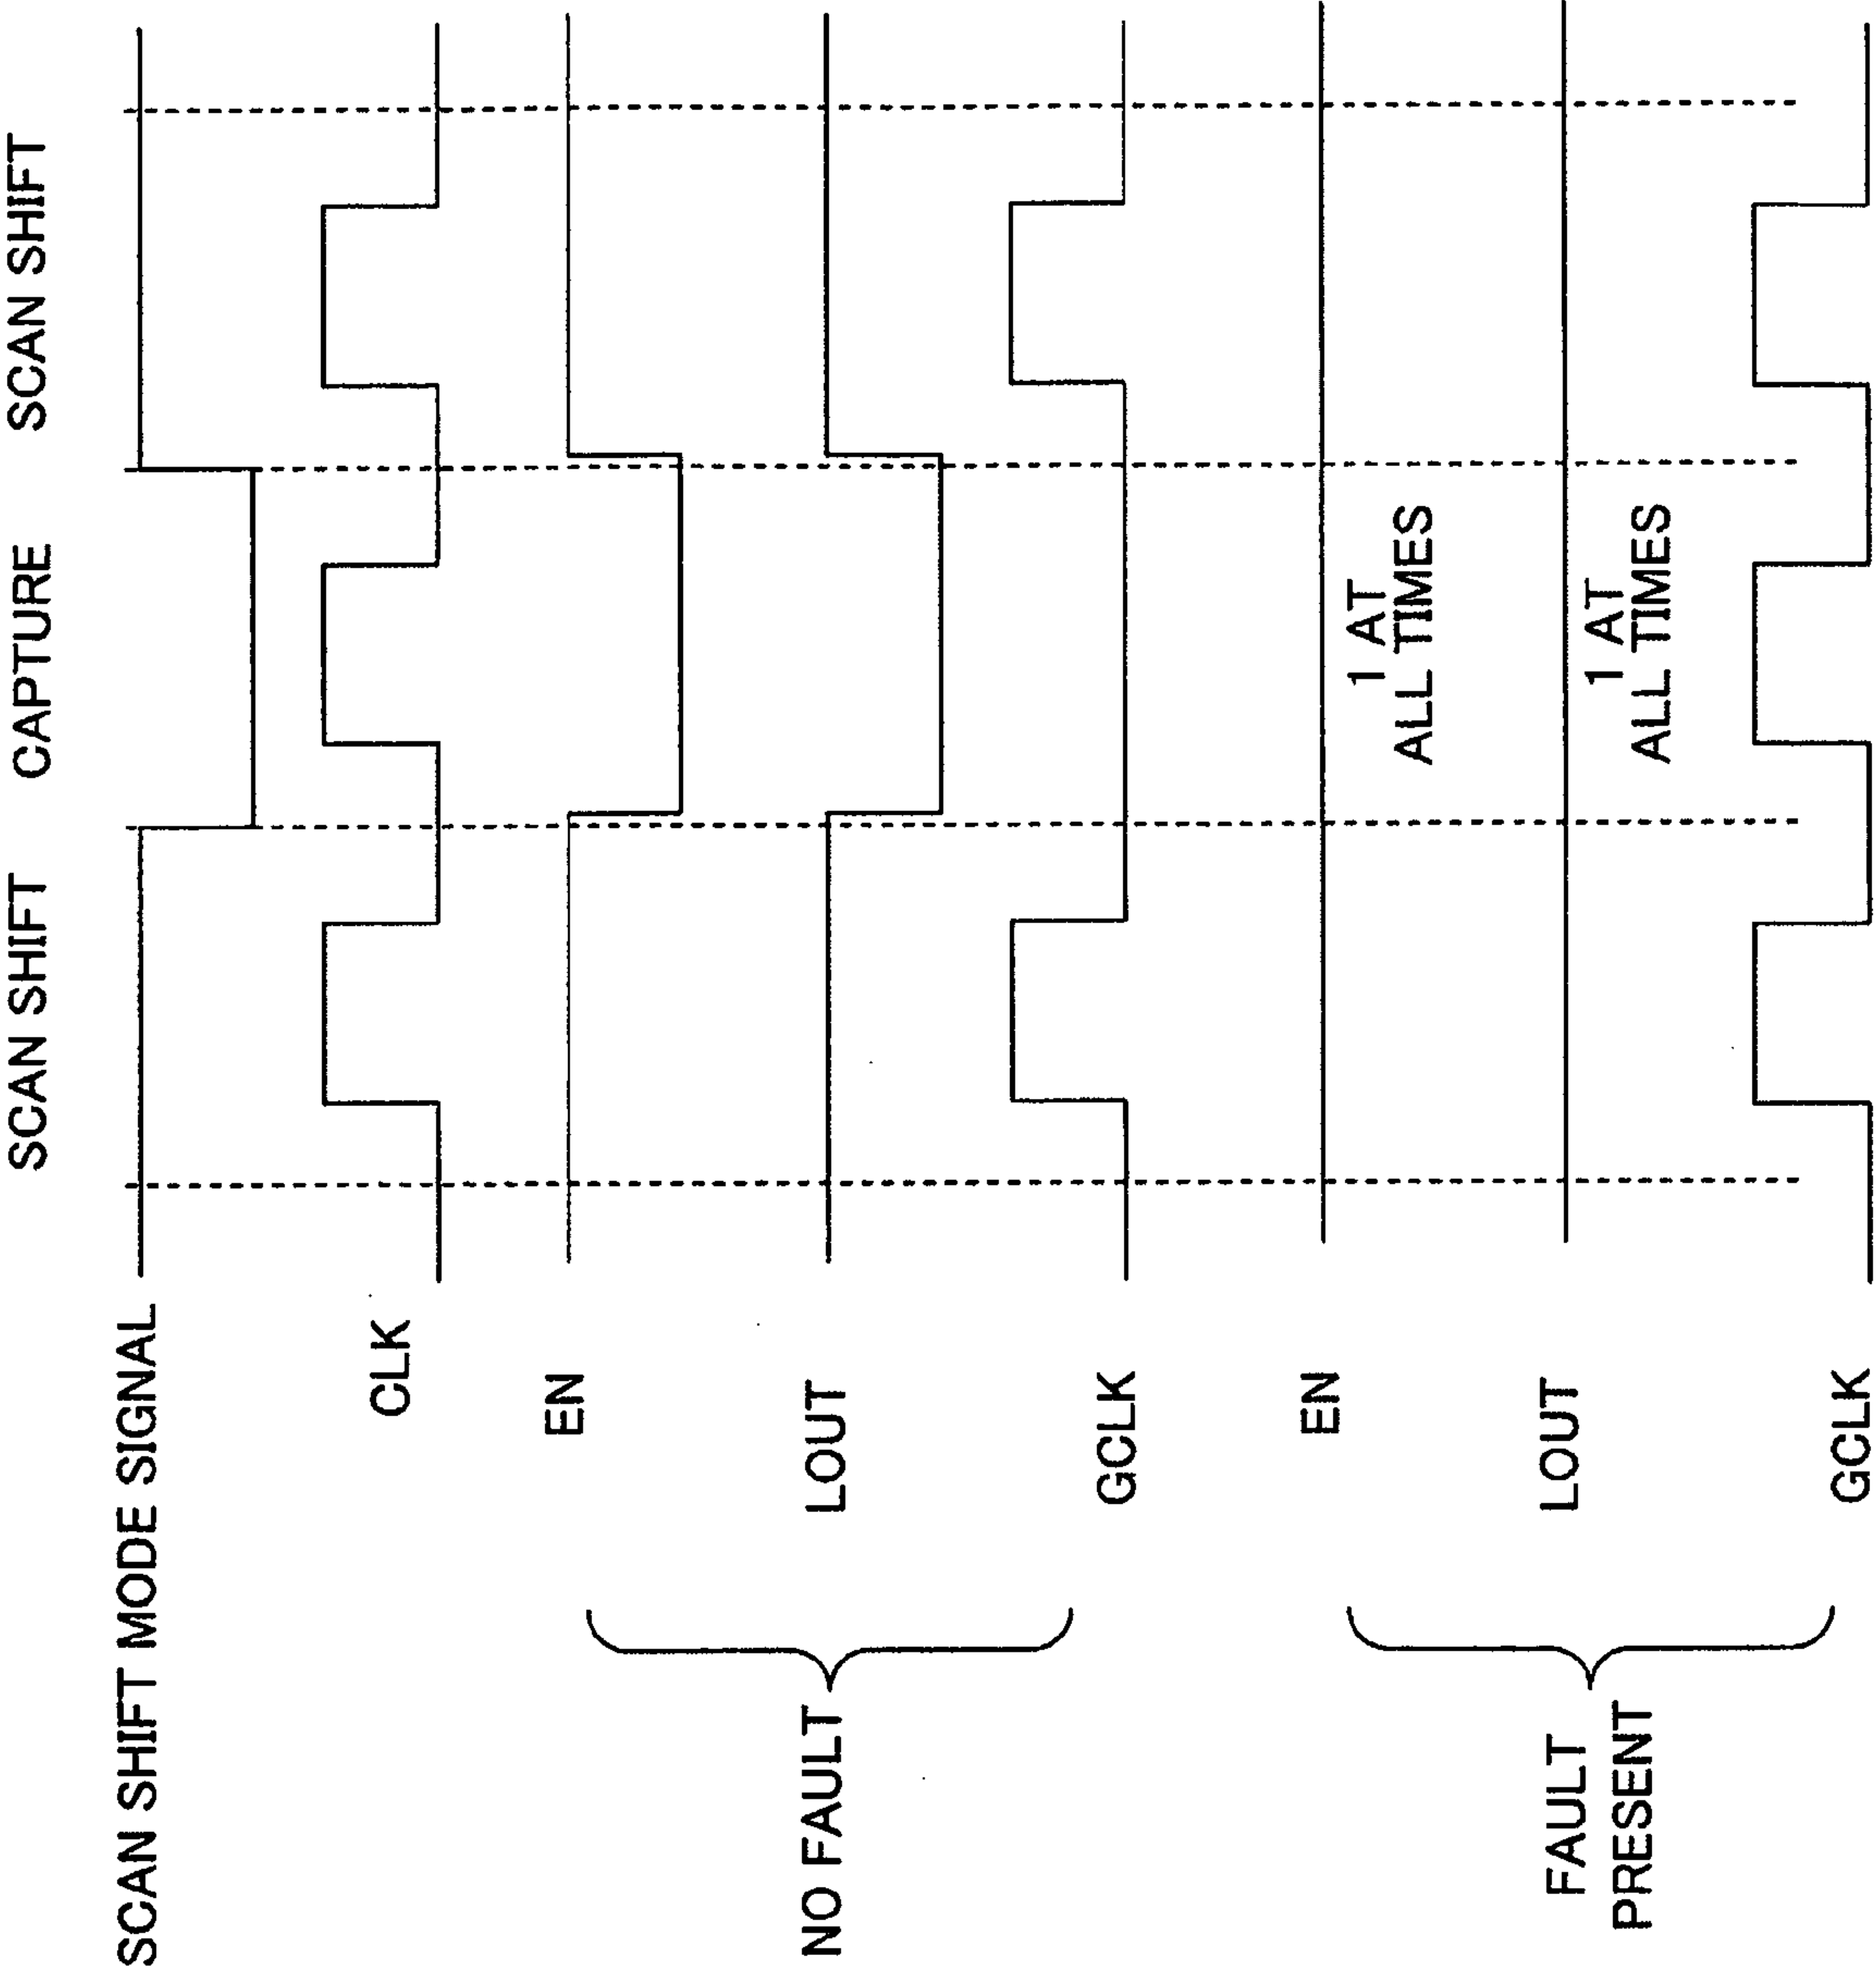 SCAN SHIFT
CAPTURE
SCAN SHIFT
SCAN SHIFT MODE SIGNAL
CLK
NO FAULT
EN
LOUT
GCLK
FAULT
PRESENT
EN
1 AT
ALL TIMES
LOUT
1 AT
ALL TIMES
GCLK